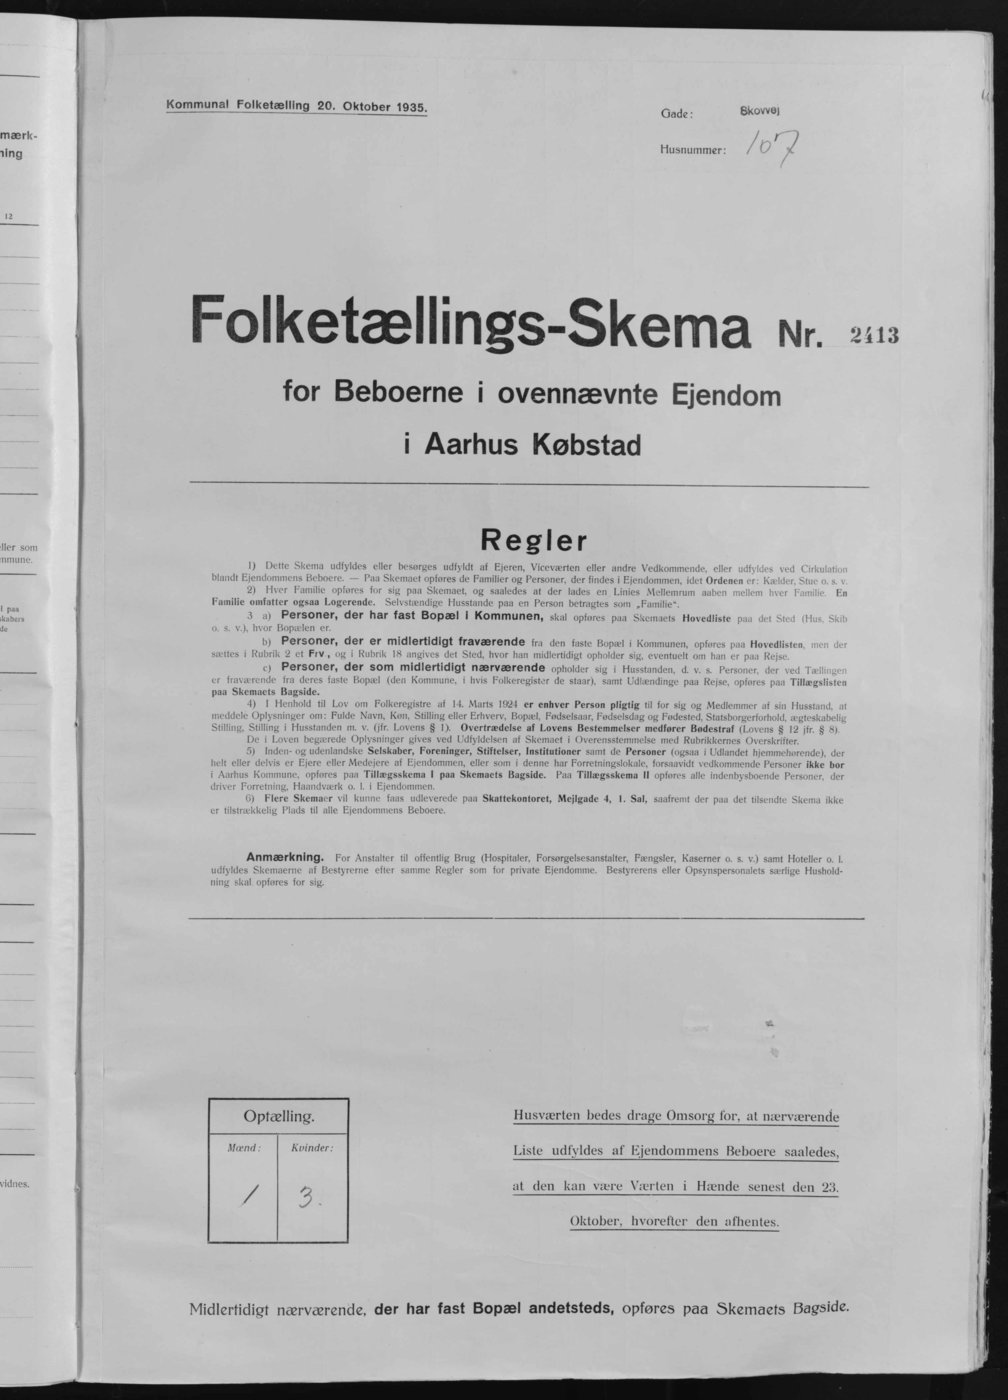 mærk-
ning
12
eller som
mmune.
l paa
skabers
de
vidnes.
Kommunal Folketælling 20. Oktober 1935.
Gade: Skovvej
Husnummer: 107
Folketællings-Skema Nr. 2413
for Beboerne i ovennævnte Ejendom
i Aarhus Købstad
Regler
1) Dette Skema udfyldes eller besørges udfyldt af Ejeren, Viceværten eller andre Vedkommende, eller udfyldes ved Cirkulation
blandt Ejendommens Beboere. — Paa Skemaet opføres de Familier og Personer, der findes i Ejendommen, idet Ordenen er: Kælder, Stue o. s. v.
2) Hver Familie opføres for sig paa Skemaet, og saaledes at der lades en Linies Mellemrum aaben mellem hver Familie. En
Familie omfatter ogsaa Logerende. Selvstændige Husstande paa en Person betragtes som „Familie“.
3 a) Personer, der har fast Bopæl i Kommunen, skal opføres paa Skemaets Hovedliste paa det Sted (Hus, Skib
o. s. v.), hvor Bopælen er.
b) Personer, der er midlertidigt fraværende fra den faste Bopæl i Kommunen, opføres paa Hovedlisten, men der
sættes i Rubrik 2 et Frv., og i Rubrik 18 angives det Sted, hvor han midlertidigt opholder sig, eventuelt om han er paa Rejse.
c) Personer, der som midlertidigt nærværende opholder sig i Husstanden, d. v. s. Personer, der ved Tællingen
er fraværende fra deres faste Bopæl (den Kommune, i hvis Folkeregister de staar), samt Udlændinge paa Rejse, opføres paa Tillægslisten
paa Skemaets Bagside.
4) I Henhold til Lov om Folkeregistre af 14. Marts 1924 er enhver Person pligtig til for sig og Medlemmer af sin Husstand, at
meddele Oplysninger om: Fulde Navn, Køn, Stilling eller Erhverv, Bopæl, Fødselsaar, Fødselsdag og Fødested, Statsborgerforhold, ægteskabelig
Stilling, Stilling i Husstanden m. v. (jfr. Lovens § 1). Overtrædelse af Lovens Bestemmelser medfører Bødestraf (Lovens § 12 jfr. § 8).
De i Loven begærede Oplysninger gives ved Udfyldelsen af Skemaet i Overensstemmelse med Rubrikkernes Overskrifter.
5) Inden- og udenlandske Selskaber, Foreninger, Stiftelser, Institutioner samt de Personer (ogsaa i Udlandet hjemmehørende), der
helt eller delvis er Ejere eller Medejere af Ejendommen, eller som i denne har Forretningslokale, forsaavidt vedkommende Personer ikke bor
i Aarhus Kommune, opføres paa Tillægsskema I paa Skemaets Bagside. Paa Tillægsskema II opføres alle indenbysboende Personer, der
driver Forretning, Haandværk o. l. i Ejendommen.
6) Flere Skemaer vil kunne faas udleverede paa Skattekontoret, Mejlgade 4, 1. Sal, saafremt der paa det tilsendte Skema ikke
er tilstrækkelig Plads til alle Ejendommens Beboere.
Anmærkning. For Anstalter til offentlig Brug (Hospitaler, Forsørgelsesanstalter, Fængsler, Kaserner o. s. v.) samt Hoteller o. l.
udfyldes Skemaerne af Bestyrerne efter samme Regler som for private Ejendomme. Bestyrerens eller Opsynspersonalets særlige Hushold-
ning skal opføres for sig.
Optælling.
Mænd: Kvinder:
1 3.
Husværten bedes drage Omsorg for, at nærværende
Liste udfyldes af Ejendommens Beboere saaledes,
at den kan være Værten i Hænde senest den 23.
Oktober, hvorefter den afhentes.
Midlertidigt nærværende, der har fast Bopæl andetsteds, opføres paa Skemaets Bagside.